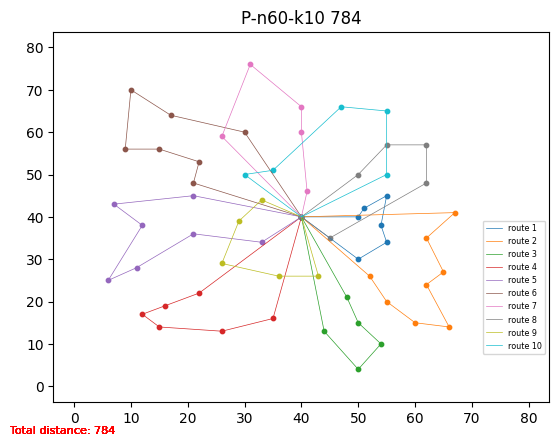 P-n60-k10 784
80
70
60
50
40
30
20
10
0
route 1
route 2
route 3
route 4
route 5
route 6
route 7
route 8
route 9
route 10
0 10 20 30 40 50 60 70 80
Total distance: 784